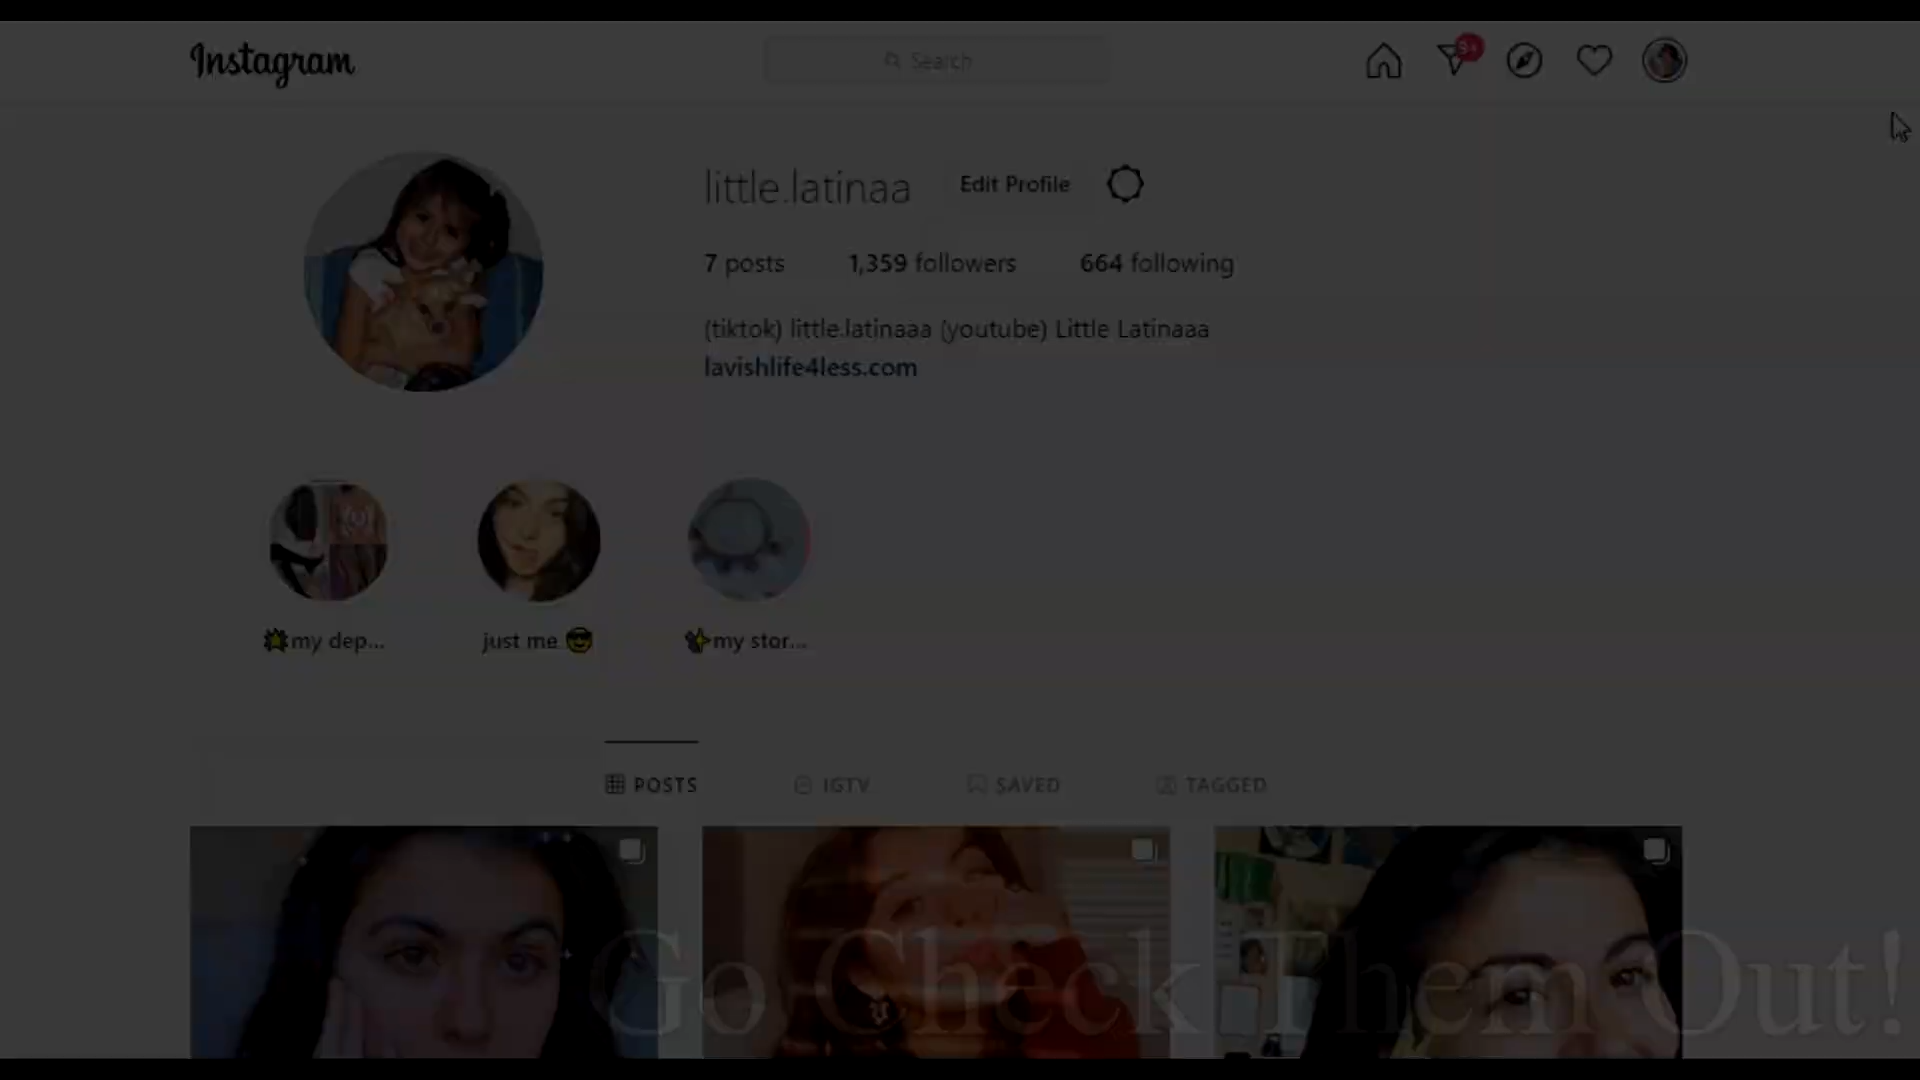 Instagram
Search
9+
little.latinaa Edit Profile
7 posts 1,359 followers 664 following
(tiktok) little.latinaaa (youtube) Little Latinaaa
lavishlife4less.com
🌟my dep... just me 😎 ✨my stor...
POSTS IGTV SAVED TAGGED
Go Check Them Out!